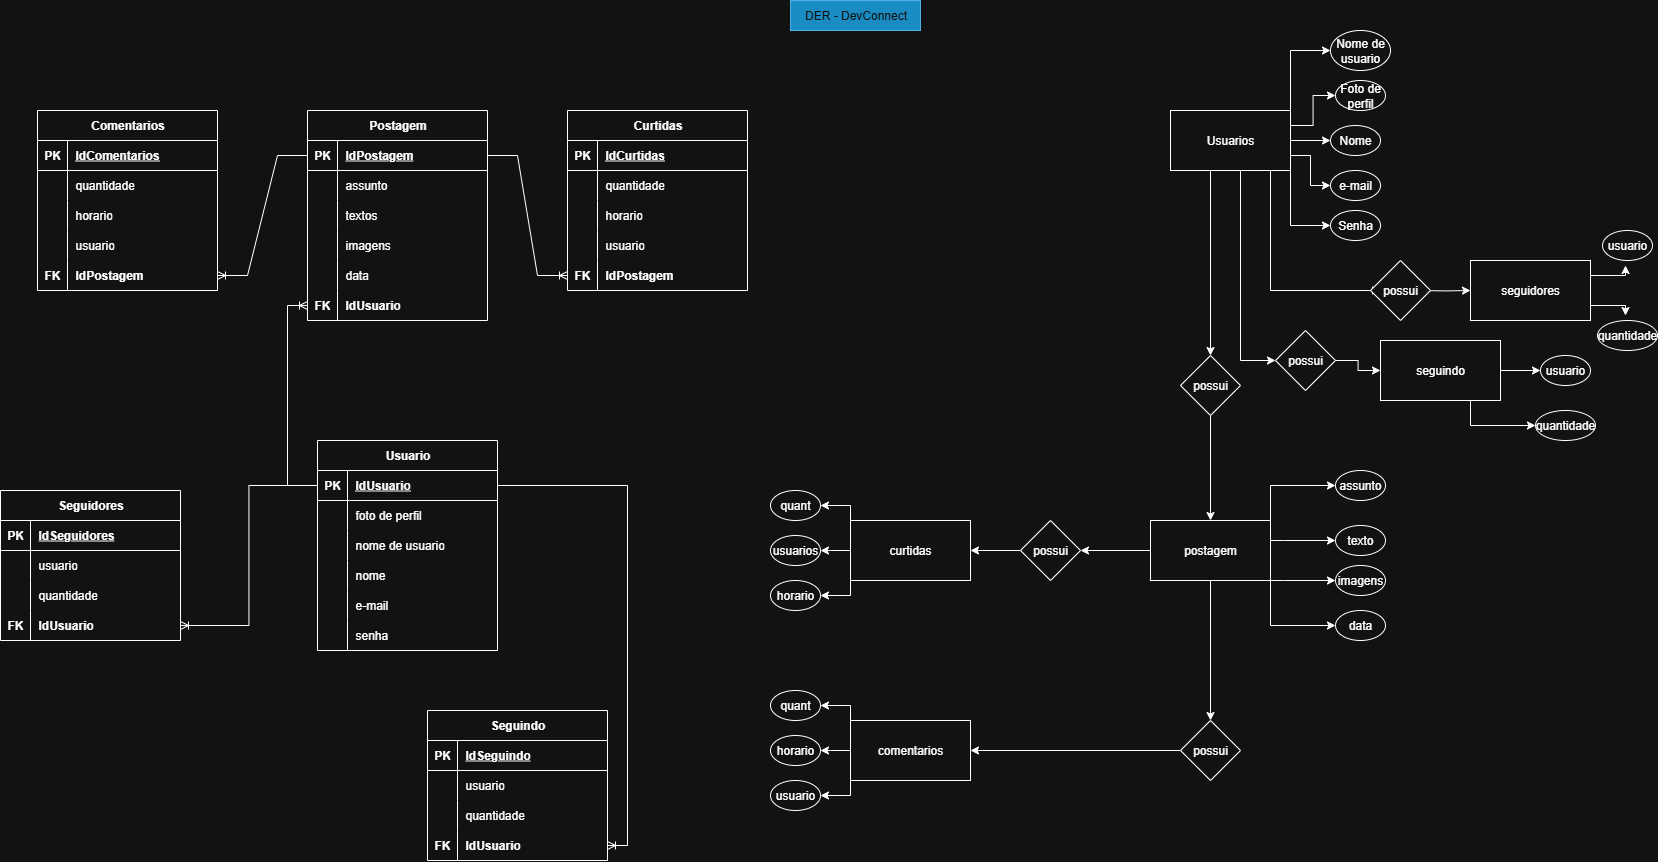 DER - DevConnect
Comentarios
PK IdComentarios
quantidade
horario
usuario
FK IdPostagem
Postagem
PK IdPostagem
assunto
textos
imagens
data
FK IdUsuario
Curtidas
PK IdCurtidas
quantidade
horario
usuario
FK IdPostagem
Usuario
PK IdUsuario
foto de perfil
nome de usuario
nome
e-mail
senha
Seguidores
PK IdSeguidores
usuario
quantidade
FK IdUsuario
Seguindo
PK IdSeguindo
usuario
quantidade
FK IdUsuario
Usuarios
Nome de
usuario
Foto de
perfil
Nome
e-mail
Senha
possui
seguidores
usuario
quantidade
possui
seguindo
usuario
quantidade
possui
postagem
assunto
texto
imagens
data
possui
curtidas
quant
usuarios
horario
possui
comentarios
quant
horario
usuario